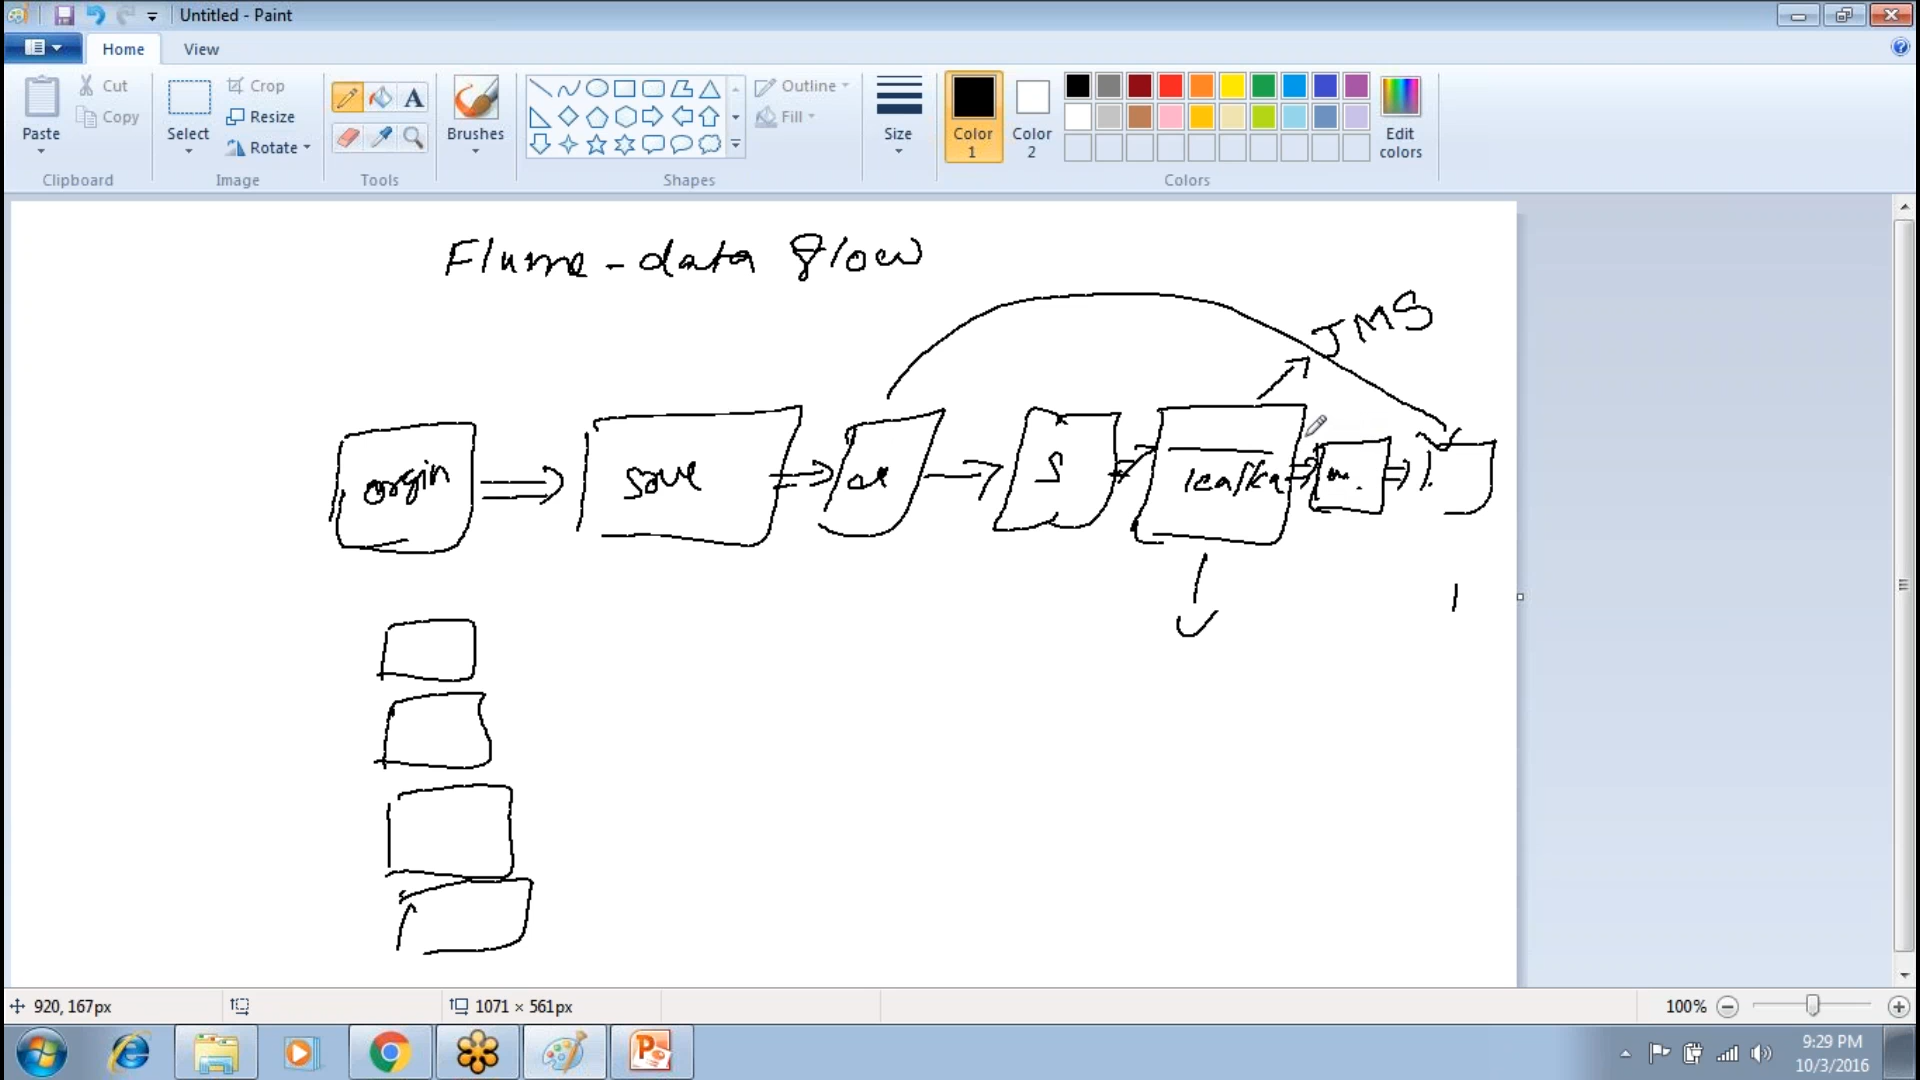 Untitled - Paint
Home
View
Paste
Cut
Copy
Clipboard
Select
Crop
Resize
Rotate
Image
A
Tools
Brushes
Shapes
Outline
Fill
Size
Color 1
Color 2
Edit colors
Colors
Flume - data flow
JMS
orgin
S
kafka
m.
920, 167px
1071 × 561px
100%
9:29 PM
10/3/2016